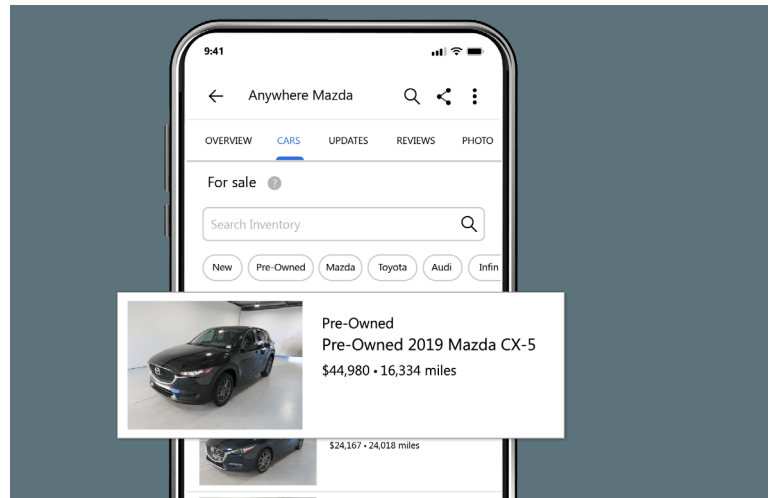 9:41
Anywhere Mazda
OVERVIEW CARS UPDATES REVIEWS PHOTO
For sale ?
Search Inventory
New Pre-Owned Mazda Toyota Audi Infin
Pre-Owned
Pre-Owned 2019 Mazda CX-5
$44,980 • 16,334 miles
$24,167 • 24,018 miles